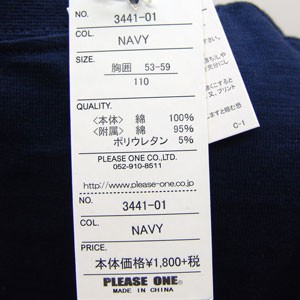 NO. 3441-01
COL. NAVY
SIZE.
胸囲 53-59
110
QUALITY.
〈本体〉 綿 100%
〈附属〉 綿 95%
ポリウレタン 5%
PLEASE ONE CO.,LTD.
052-910-8511
http://www.please-one.co.jp/
NO. 3441-01
COL.
NAVY
PRICE.
本体価格¥1,800+税
PLEASE ONE.
MADE IN CHINA
C-1